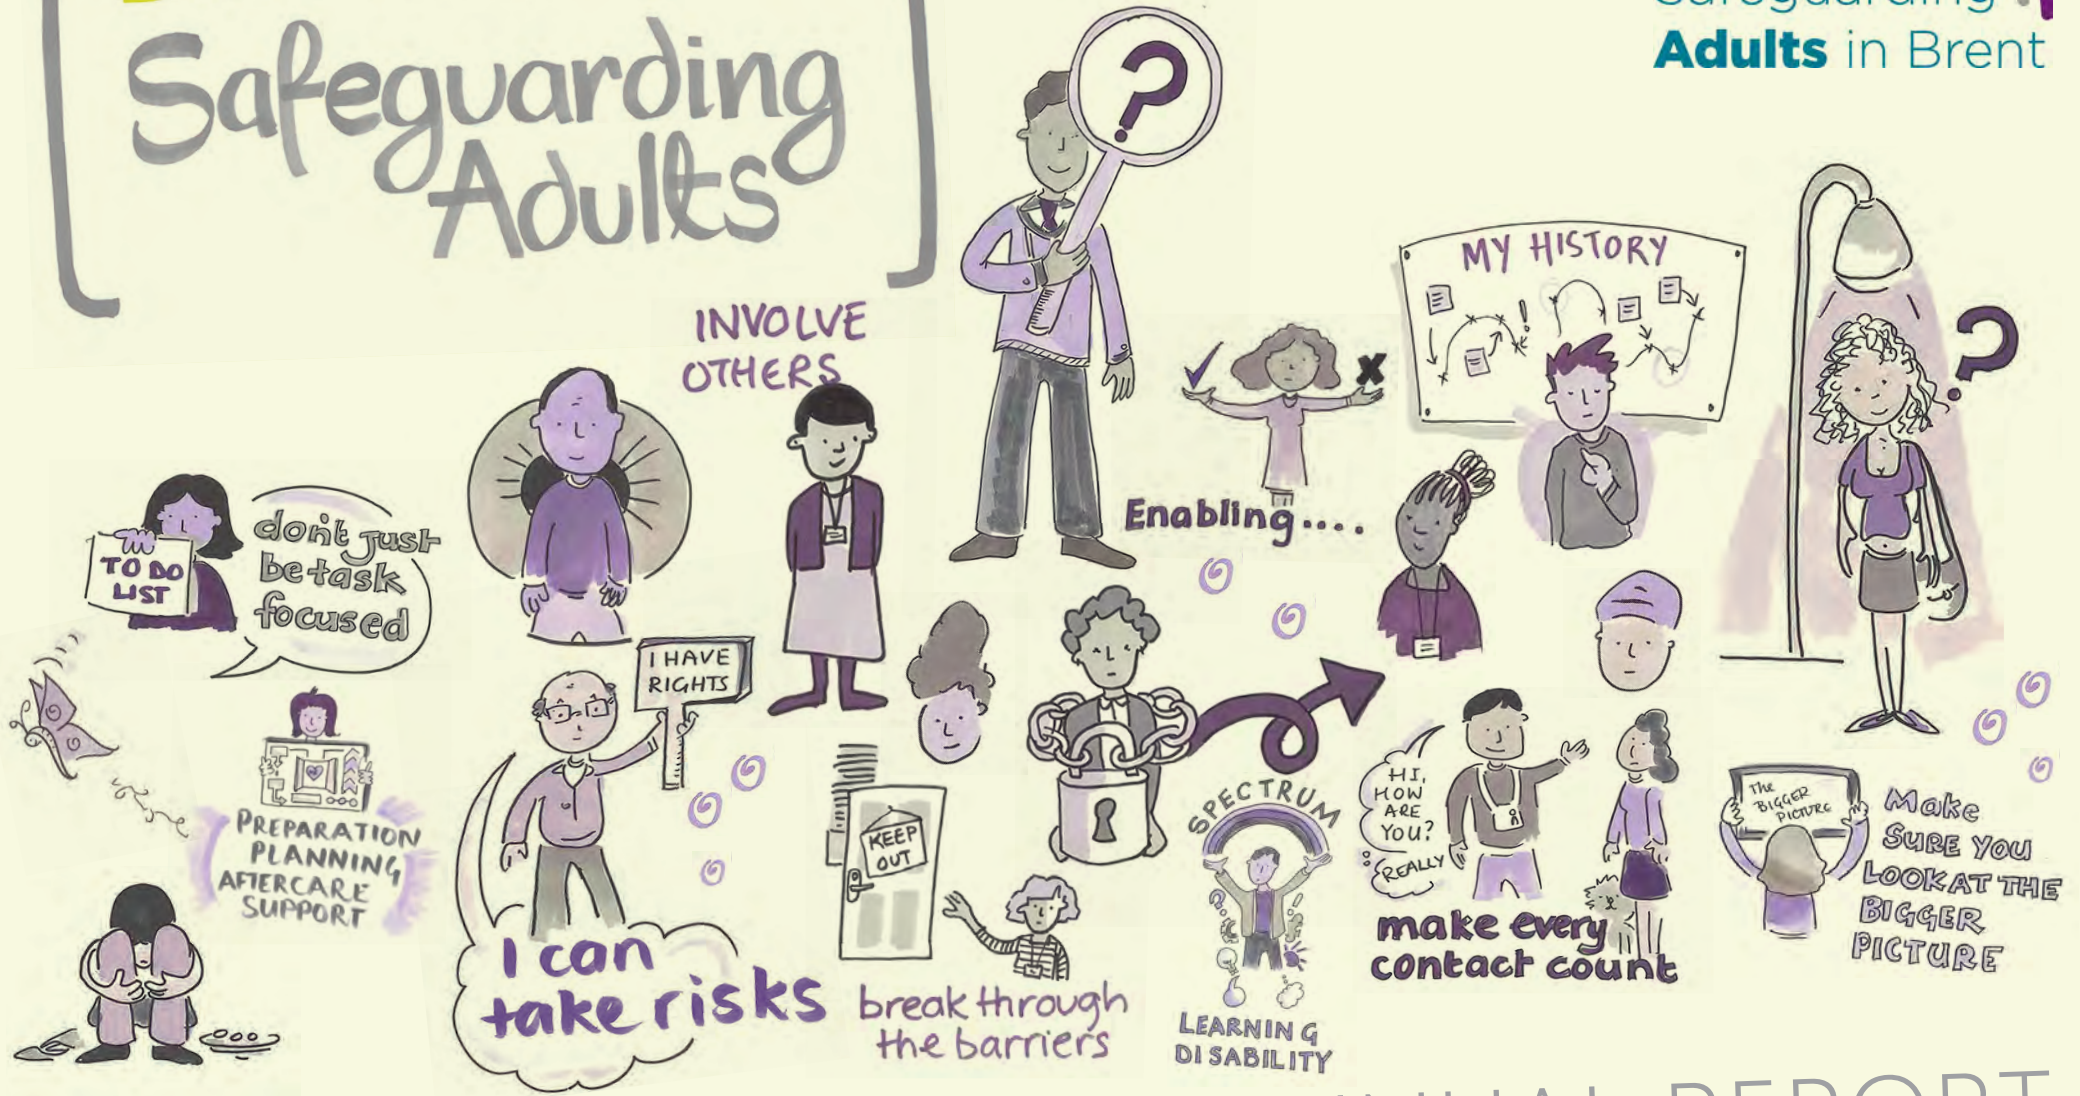 Safeguarding
Adults
Safeguarding
Adults in Brent
?
MY HISTORY
!
?
INVOLVE
OTHERS
Enabling....
TO DO
LIST
don't just
be task
focused
I HAVE
RIGHTS
PREPARATION
PLANNING
AFTERCARE
SUPPORT
I can
take risks
KEEP
OUT
break through
the barriers
SPECTRUM
LEARNING
DISABILITY
HI,
HOW
ARE
YOU?
REALLY
make every
contact count
The
BIGGER
PICTURE
Make
SURE YOU
LOOK AT THE
BIGGER
PICTURE
REPORT